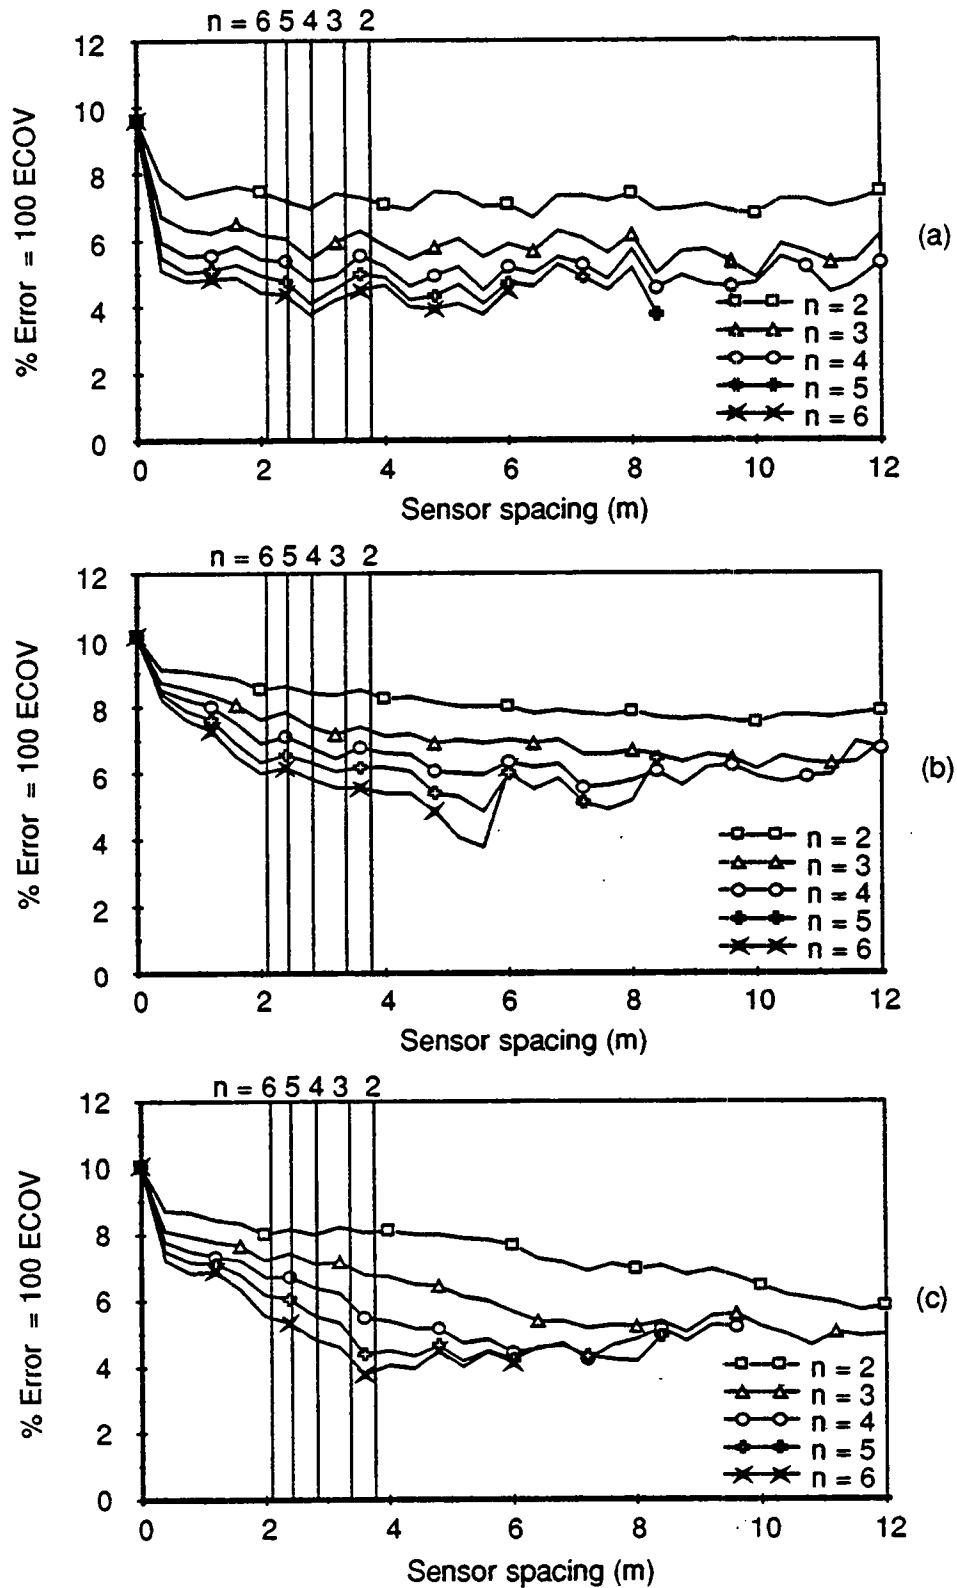 n = 6 5 4 3 2
12
10
8
6
4
2
0
% Error = 100 ECOV
(a)
n = 2
n = 3
n = 4
n = 5
n = 6
0 2 4 6 8 10 12
Sensor spacing (m)
n = 6 5 4 3 2
12
10
8
6
4
2
0
% Error = 100 ECOV
(b)
n = 2
n = 3
n = 4
n = 5
n = 6
0 2 4 6 8 10 12
Sensor spacing (m)
n = 6 5 4 3 2
12
10
8
6
4
2
0
% Error = 100 ECOV
(c)
n = 2
n = 3
n = 4
n = 5
n = 6
0 2 4 6 8 10 12
Sensor spacing (m)